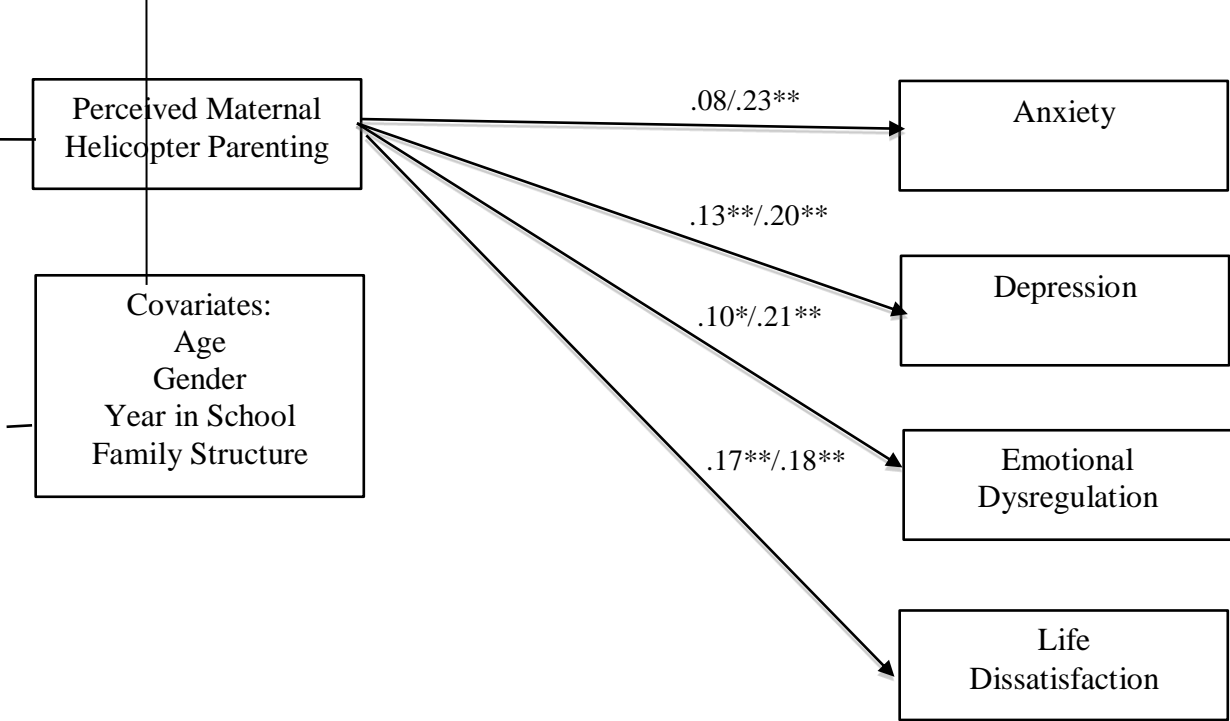 Perceived Maternal
Helicopter Parenting
Covariates:
Age
Gender
Year in School
Family Structure
.08/.23**
.13**/.20**
.10*/.21**
.17**/.18**
Anxiety
Depression
Emotional
Dysregulation
Life
Dissatisfaction